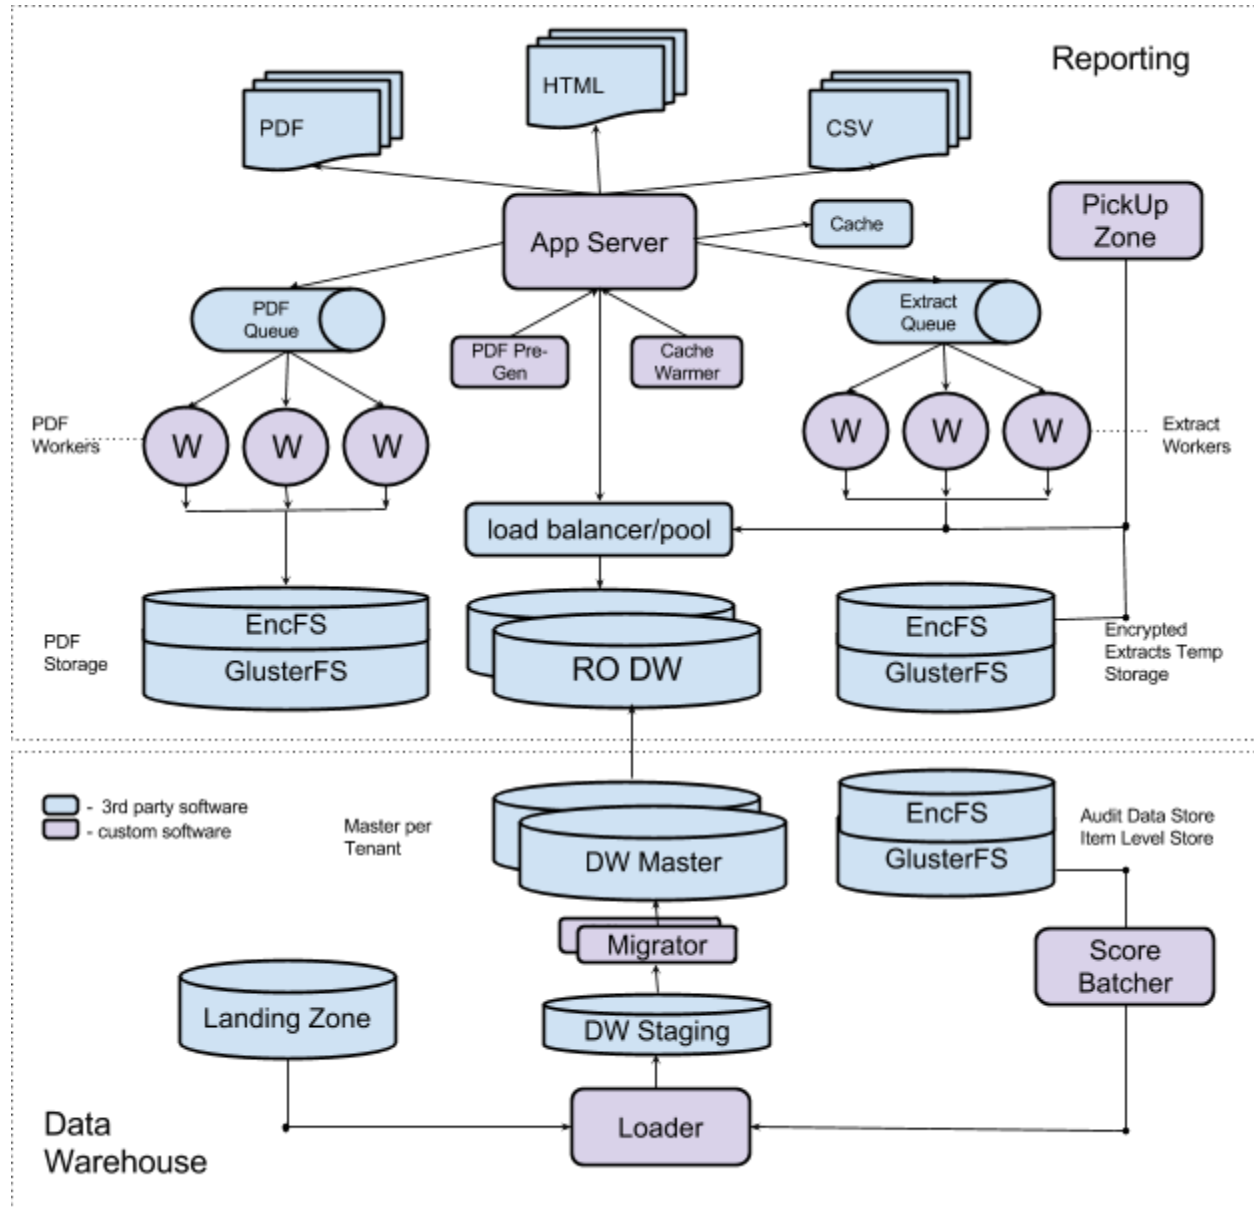 Reporting
HTML
PDF
CSV
PickUp
Zone
App Server
Cache
PDF
Queue
Extract
Queue
PDF Pre-
Gen
Cache
Warmer
PDF
Workers
W
W
W
W
W
W
Extract
Workers
load balancer/pool
PDF
Storage
EncFS
GlusterFS
RO DW
EncFS
GlusterFS
Encrypted
Extracts Temp
Storage
- 3rd party software
- custom software
Master per
Tenant
DW Master
EncFS
GlusterFS
Audit Data Store
Item Level Store
Migrator
Score
Batcher
Landing Zone
DW Staging
Loader
Data
Warehouse